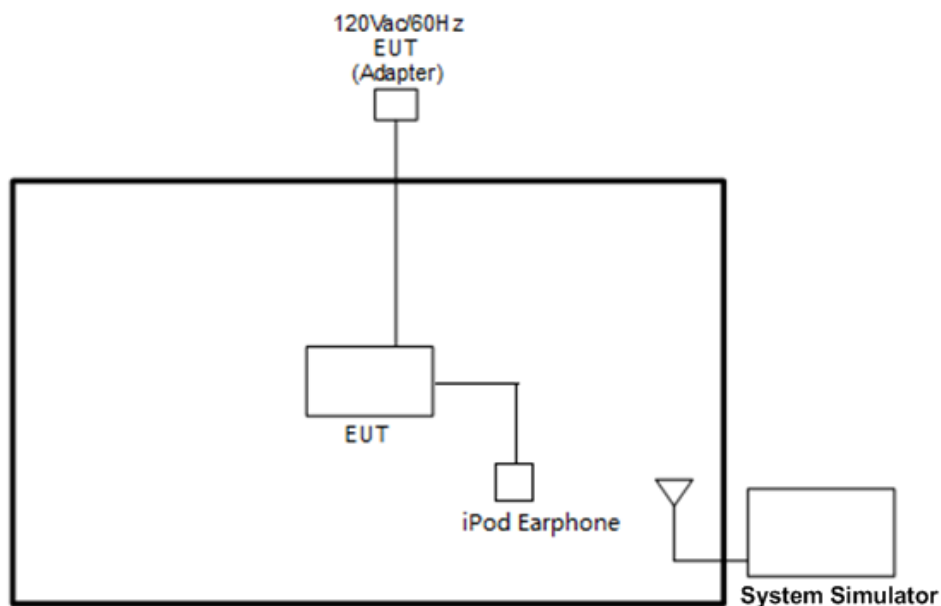 120Vac/60Hz
EUT
(Adapter)
EUT
iPod Earphone
System Simulator